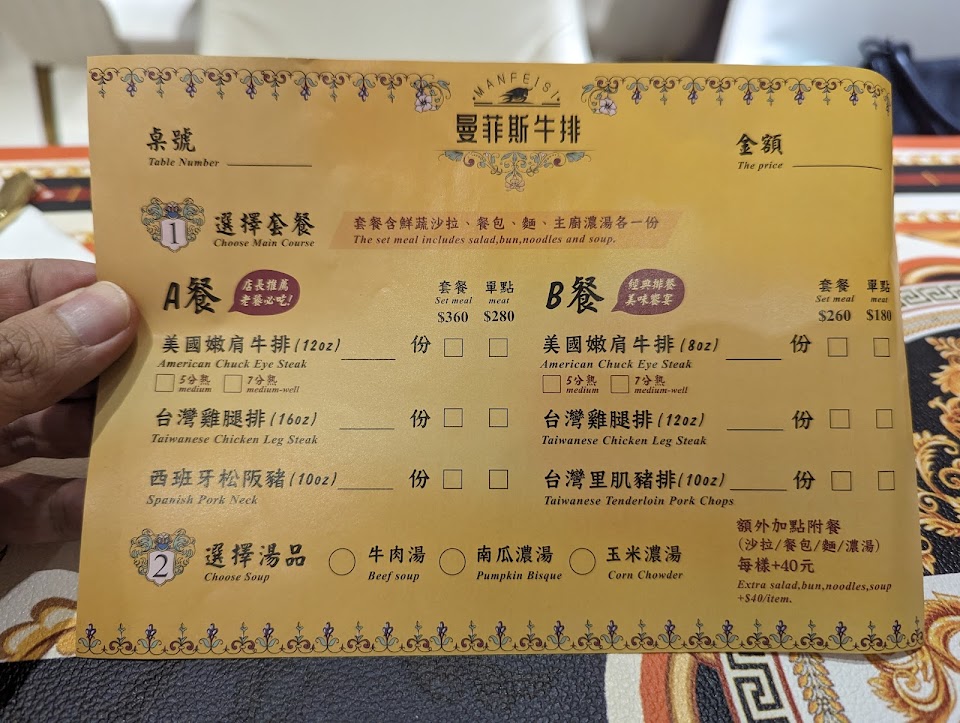 MANFEISI
曼菲斯牛排
桌號
Table Number
金額
The price
1
選擇套餐
Choose Main Course
套餐含鮮蔬沙拉、餐包、麵、主廚濃湯各一份
The set meal includes salad,bun,noodles and soup.
A餐
店長推薦
老饕必吃!
套餐 單點
Set meal meat
$360 $280
美國嫩肩牛排(12oz) 份
American Chuck Eye Steak
5分熟 7分熟
medium medium-well
台灣雞腿排(16oz) 份
Taiwanese Chicken Leg Steak
西班牙松阪豬(10oz) 份
Spanish Pork Neck
B餐
經典排餐
美味饗宴
套餐 單點
Set meal meat
$260 $180
美國嫩肩牛排(8oz) 份
American Chuck Eye Steak
5分熟 7分熟
medium medium-well
台灣雞腿排(12oz) 份
Taiwanese Chicken Leg Steak
台灣里肌豬排(10oz) 份
Taiwanese Tenderloin Pork Chops
2
選擇湯品
Choose Soup
牛肉湯 南瓜濃湯 玉米濃湯
Beef soup Pumpkin Bisque Corn Chowder
額外加點附餐
(沙拉/餐包/麵/濃湯)
每樣+40元
Extra salad,bun,noodles,soup
+$40/item.